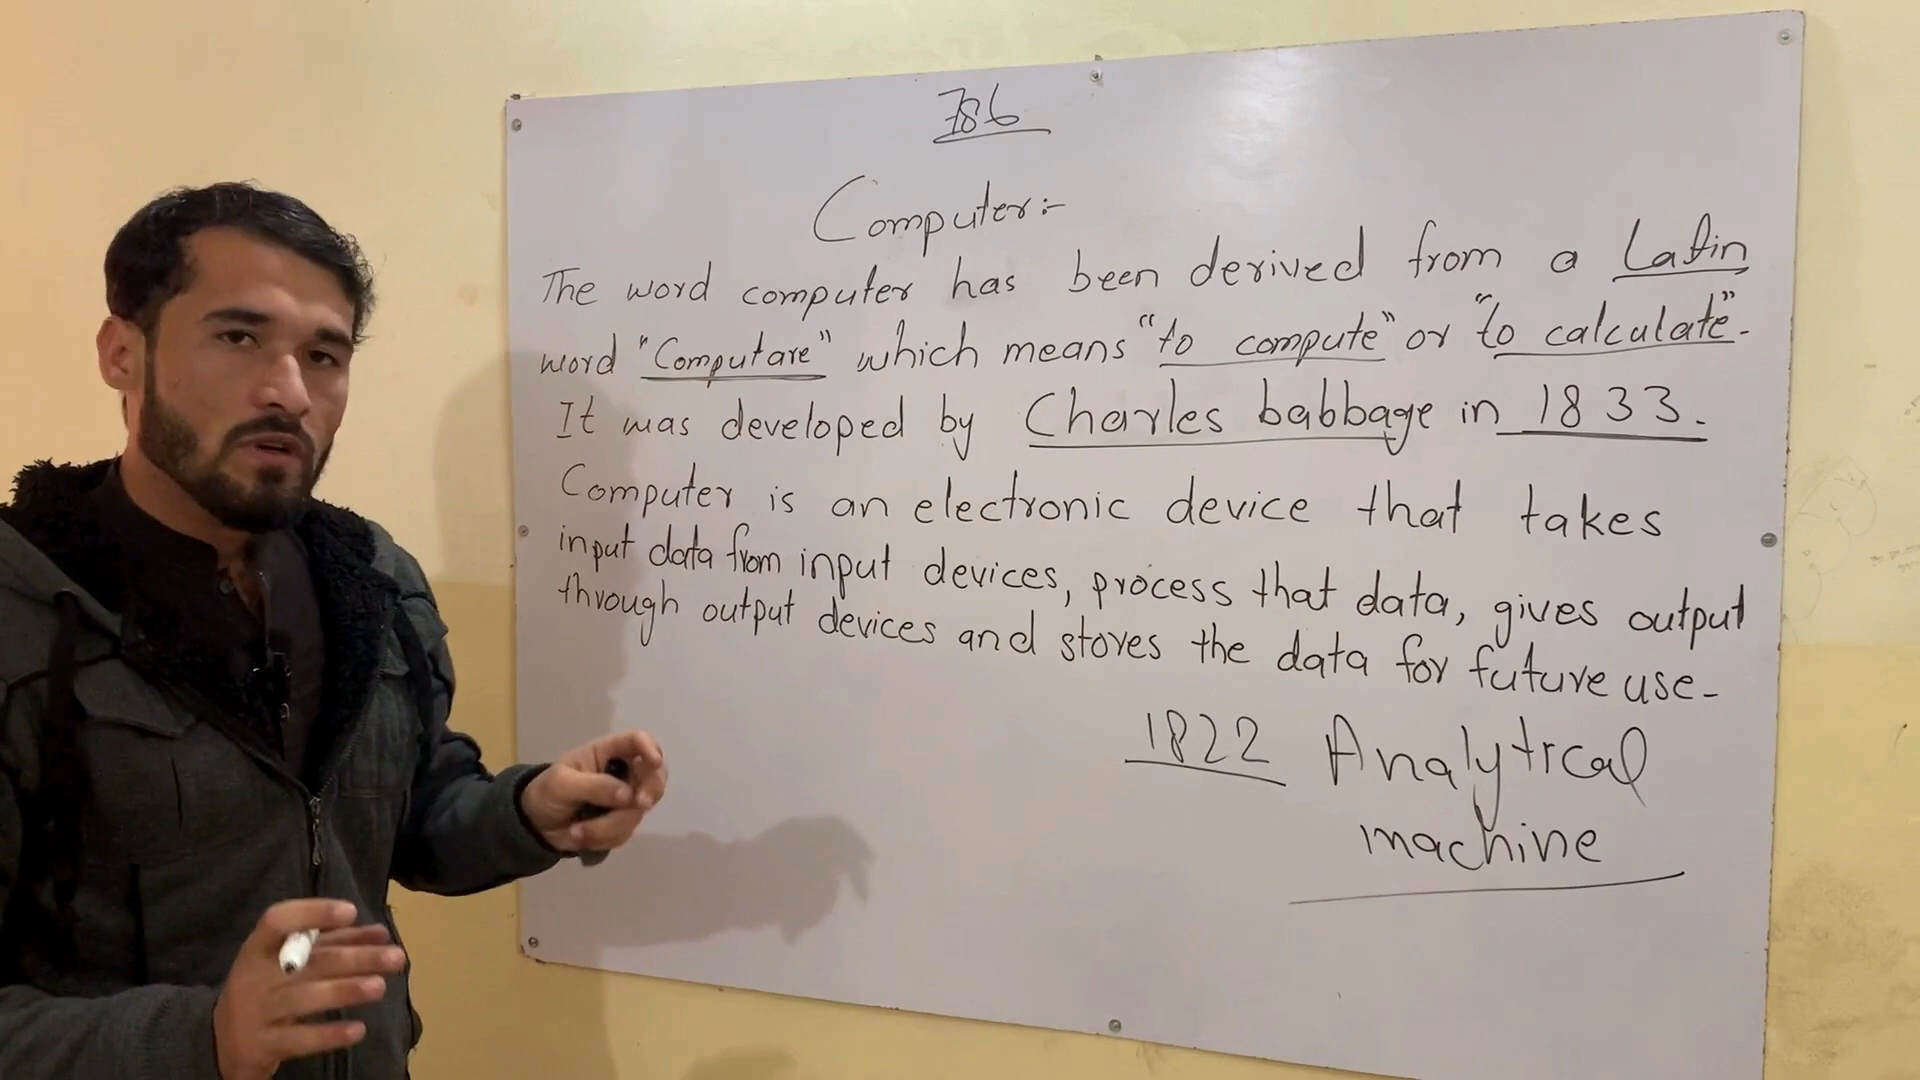 786
Computer:-
The word computer has been derived from a Latin
word "Computare" which means "to compute" or "to calculate".
It was developed by Charles babbage in 1833.
Computer is an electronic device that takes
input data from input devices, process that data, gives output
through output devices and stores the data for future use.
1822 Analytical
machine